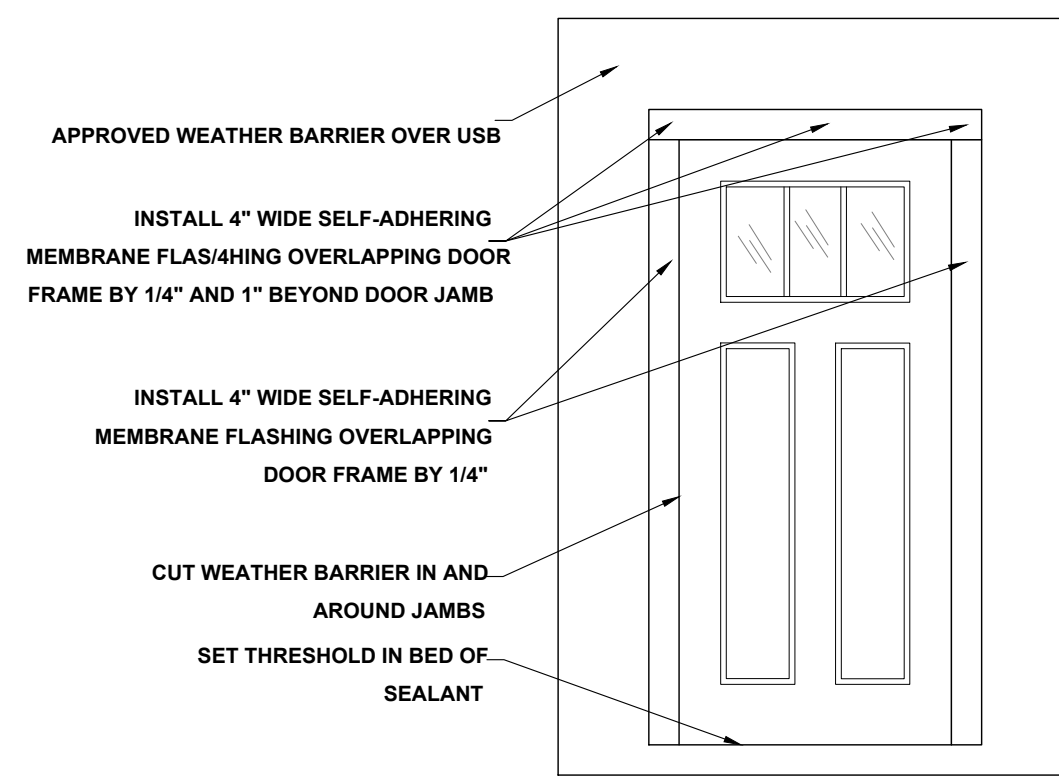 APPROVED WEATHER BARRIER OVER USB
INSTALL 4" WIDE SELF-ADHERING
MEMBRANE FLAS/4HING OVERLAPPING DOOR
FRAME BY 1/4" AND 1" BEYOND DOOR JAMB
INSTALL 4" WIDE SELF-ADHERING
MEMBRANE FLASHING OVERLAPPING
DOOR FRAME BY 1/4"
CUT WEATHER BARRIER IN AND
AROUND JAMBS
SET THRESHOLD IN BED OF
SEALANT